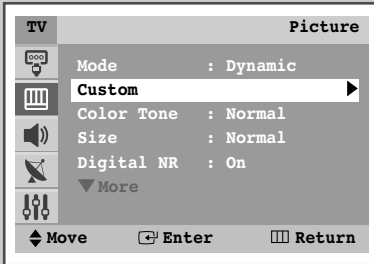 TV Picture
Mode : Dynamic
Custom
Color Tone : Normal
Size : Normal
Digital NR : On
More
Move Enter Return